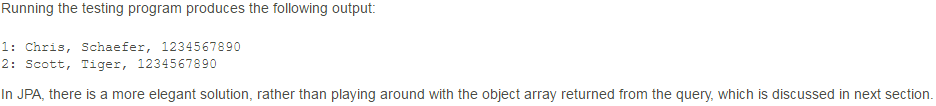 Running the testing program produces the following output:
1: Chris, Schaefer, 1234567890
2: Scott, Tiger, 1234567890
In JPA, there is a more elegant solution, rather than playing around with the object array returned from the query, which is discussed in next section.